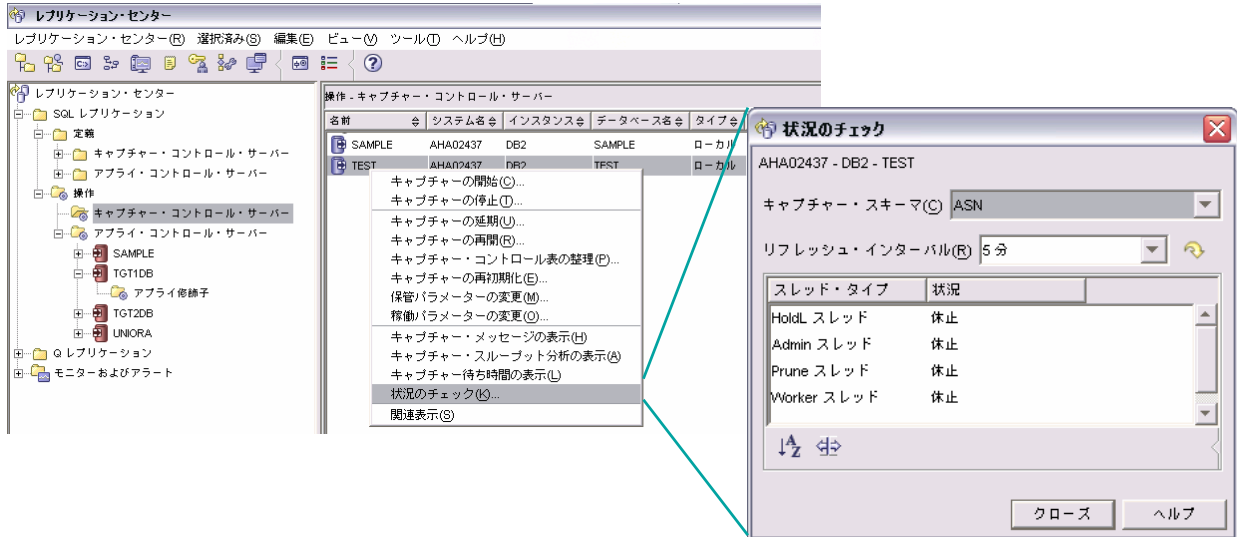 レプリケーション・センター
レプリケーション・センター(R) 選択済み(S) 編集(E) ビュー(V) ツール(T) ヘルプ(H)
レプリケーション・センター
SQL レプリケーション
定義
キャプチャー・コントロール・サーバー
アプライ・コントロール・サーバー
操作
キャプチャー・コントロール・サーバー
アプライ・コントロール・サーバー
SAMPLE
TGT1DB
アプライ修飾子
TGT2DB
UNIORA
Q レプリケーション
モニターおよびアラート
操作 - キャプチャー・コントロール・サーバー
名前 システム名 インスタンス データベース名 タイプ
SAMPLE AHA02437 DB2 SAMPLE ローカル
TEST AHA02437 DB2 TEST ローカル
キャプチャーの開始(C)...
キャプチャーの停止(T)...
キャプチャーの延期(U)...
キャプチャーの再開(R)...
キャプチャー・コントロール表の整理(P)...
キャプチャーの再初期化(E)...
保管パラメーターの変更(M)...
稼働パラメーターの変更(O)...
キャプチャー・メッセージの表示(H)
キャプチャー・スループット分析の表示(A)
キャプチャー待ち時間の表示(L)
状況のチェック(K)...
関連表示(S)
状況のチェック
AHA02437 - DB2 - TEST
キャプチャー・スキーマ(C) ASN
リフレッシュ・インターバル(R) 5 分
スレッド・タイプ 状況
HoldL スレッド 休止
Admin スレッド 休止
Prune スレッド 休止
Worker スレッド 休止
クローズ ヘルプ